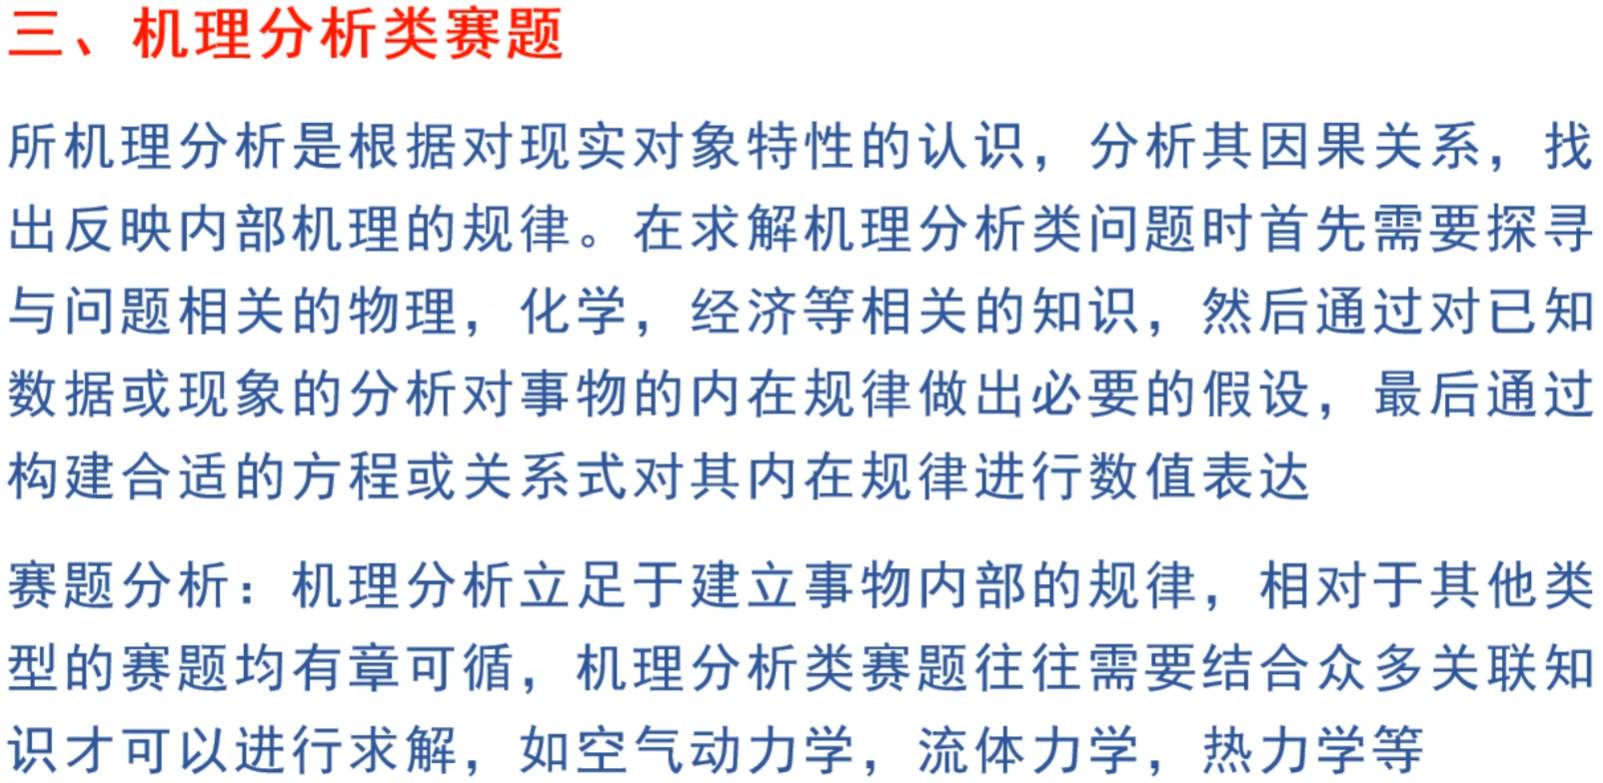 三、机理分析类赛题
所机理分析是根据对现实对象特性的认识，分析其因果关系，找
出反映内部机理的规律。在求解机理分析类问题时首先需要探寻
与问题相关的物理，化学，经济等相关的知识，然后通过对已知
数据或现象的分析对事物的内在规律做出必要的假设，最后通过
构建合适的方程或关系式对其内在规律进行数值表达
赛题分析：机理分析立足于建立事物内部的规律，相对于其他类
型的赛题均有章可循，机理分析类赛题往往需要结合众多关联知
识才可以进行求解，如空气动力学，流体力学，热力学等